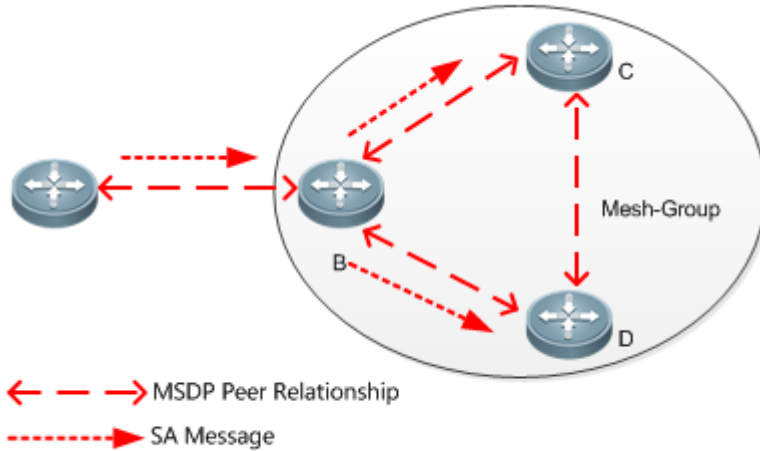 C
Mesh-Group
B
D
MSDP Peer Relationship
SA Message